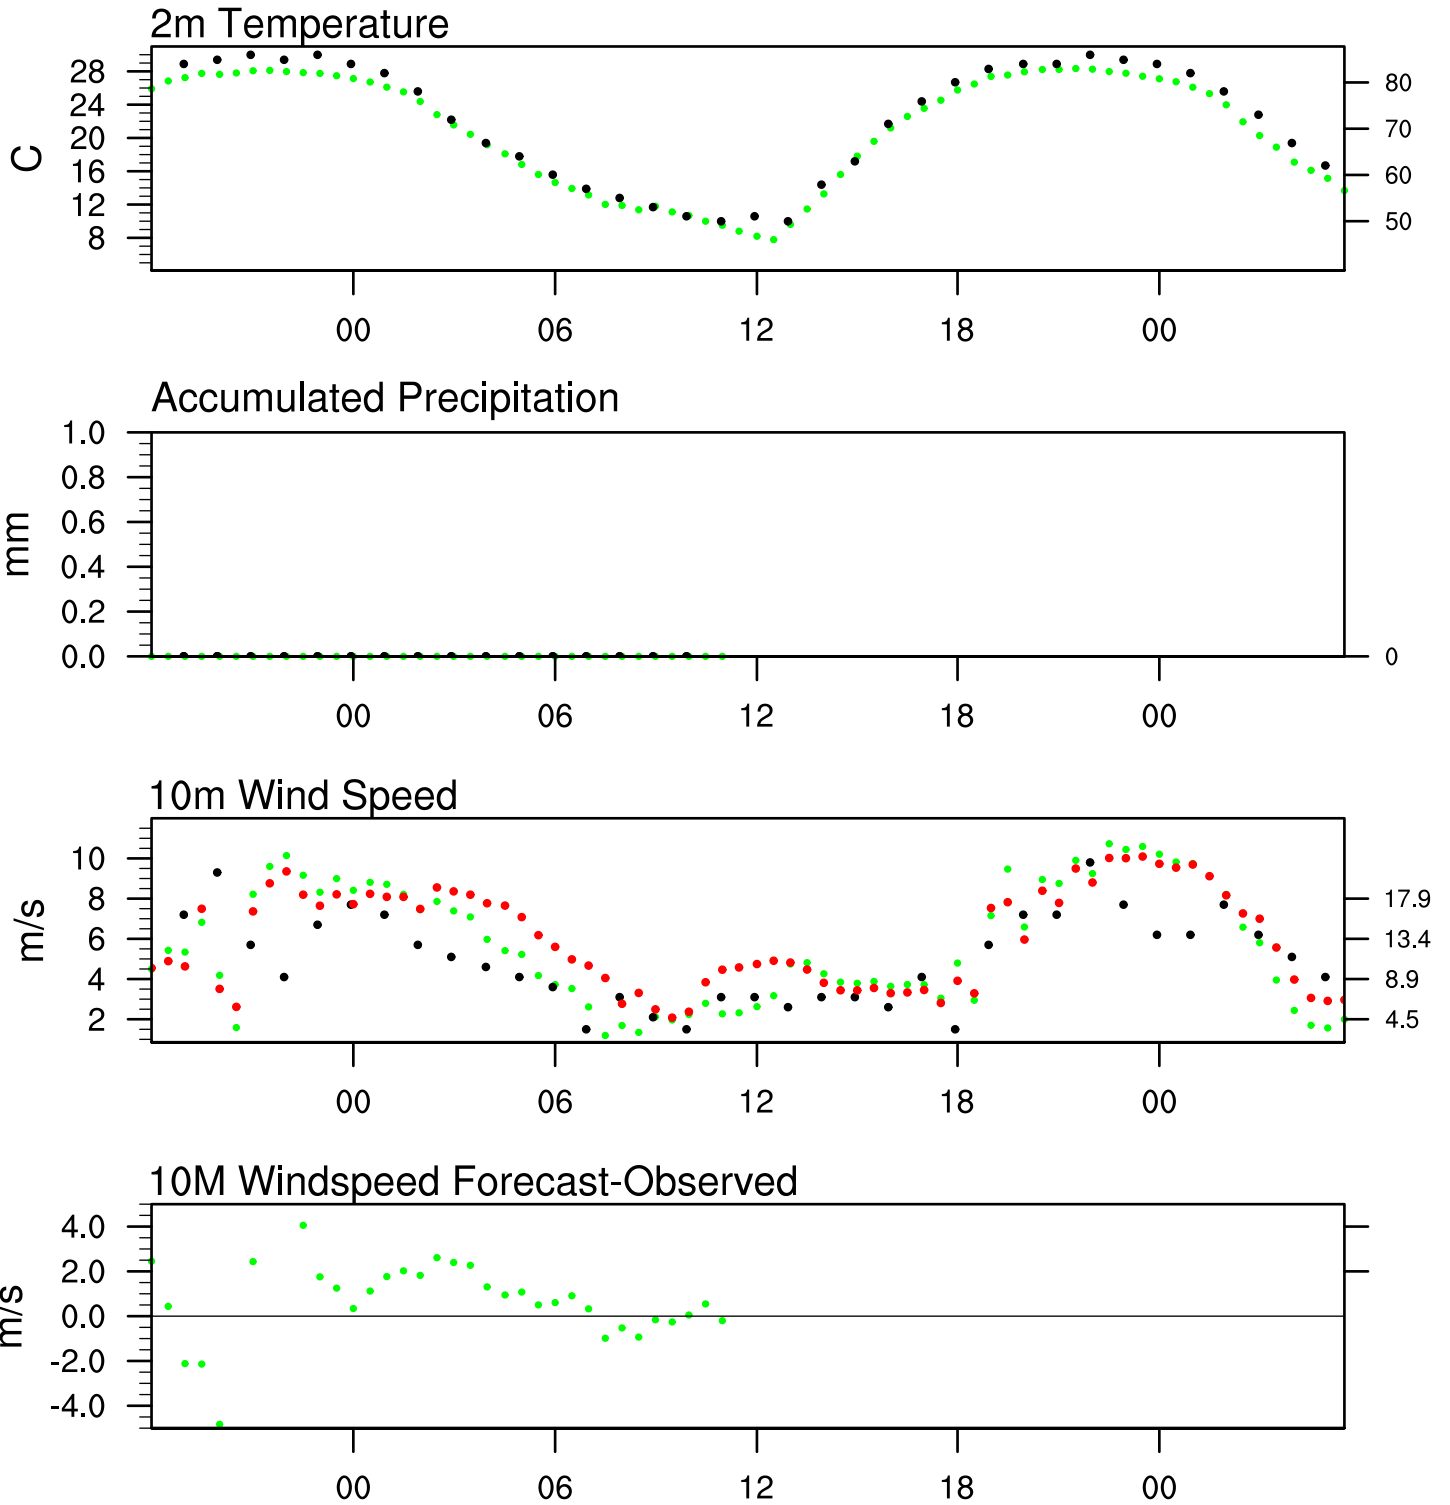 2m Temperature
28
24
20
16
12
8
C
80
70
60
50
00 06 12 18 00
Accumulated Precipitation
1.0
0.8
0.6
0.4
0.2
0.0
mm
0
00 06 12 18 00
10m Wind Speed
10
8
6
4
2
m/s
17.9
13.4
8.9
4.5
00 06 12 18 00
10M Windspeed Forecast-Observed
4.0
2.0
0.0
-2.0
-4.0
m/s
00 06 12 18 00